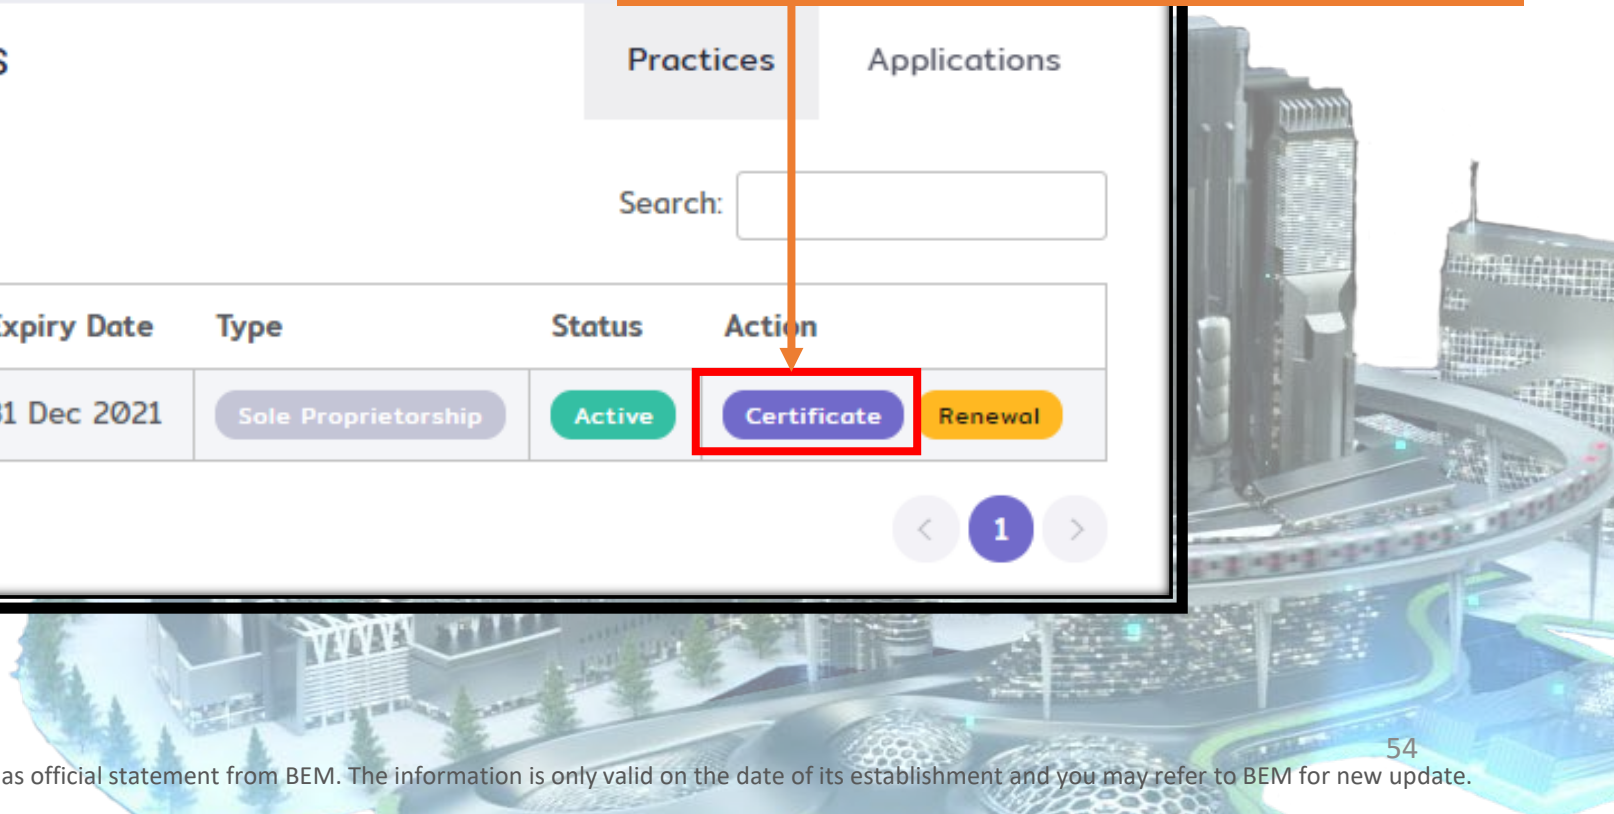 Practices Applications
Search:
Expiry Date Type Status Action
31 Dec 2021 Sole Proprietorship Active Certificate Renewal
< 1 >
54
as official statement from BEM. The information is only valid on the date of its establishment and you may refer to BEM for new update.